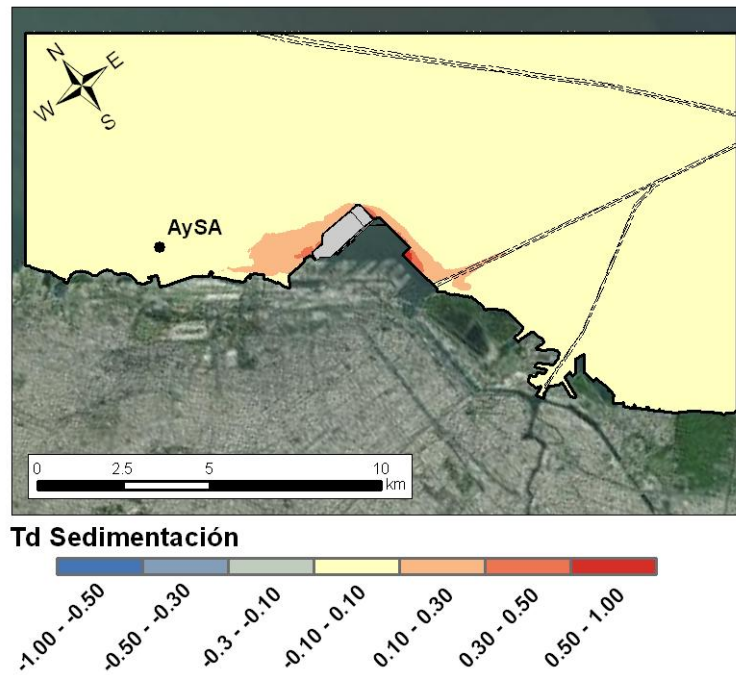 N
E
W
S
AySA
0 2.5 5 10
km
Td Sedimentación
-1.00 - -0.50
-0.50 - -0.30
-0.3 - -0.10
-0.10 - 0.10
0.10 - 0.30
0.30 - 0.50
0.50 - 1.00